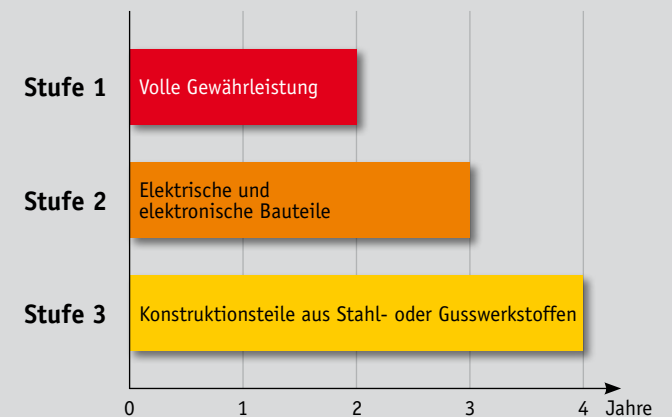 Stufe 1
Volle Gewährleistung
Stufe 2
Elektrische und
elektronische Bauteile
Stufe 3
Konstruktionsteile aus Stahl- oder Gusswerkstoffen
0 1 2 3 4 Jahre